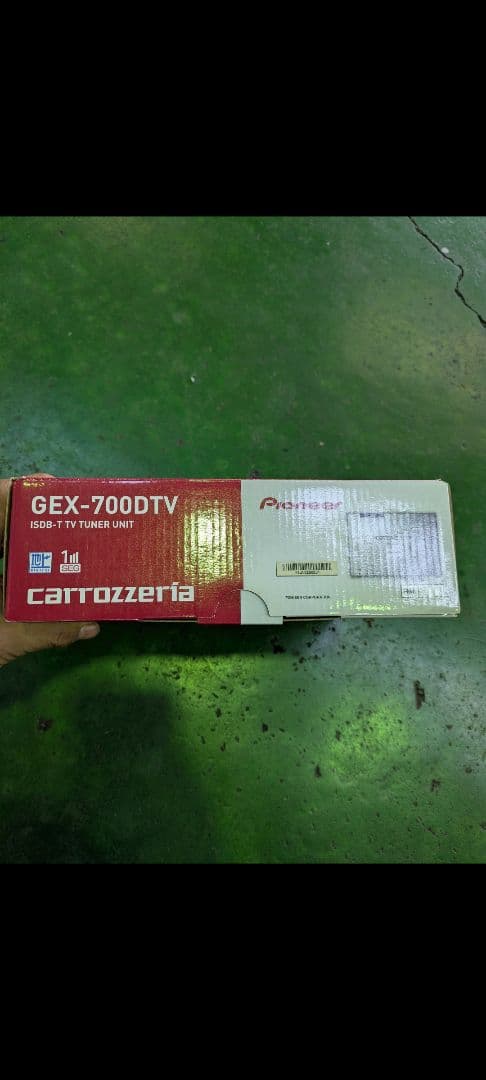 GEX-700DTV
ISDB-T TV TUNER UNIT
1
SEG
carrozzeria
Pioneer